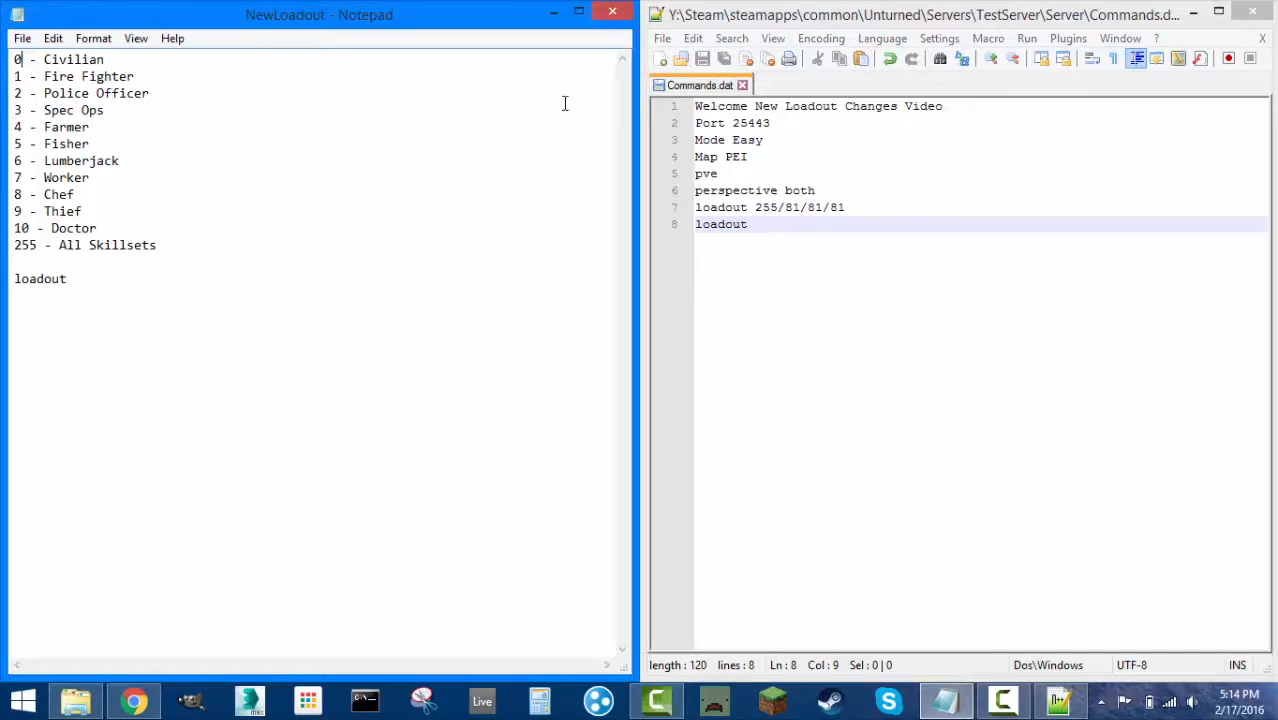 NewLoadout - Notepad
File Edit Format View Help
0 - Civilian
1 - Fire Fighter
2 - Police Officer
3 - Spec Ops
4 - Farmer
5 - Fisher
6 - Lumberjack
7 - Worker
8 - Chef
9 - Thief
10 - Doctor
255 - All Skillsets
loadout
Y:\Steam\steamapps\common\Unturned\Servers\TestServer\Server\Commands.d...
File Edit Search View Encoding Language Settings Macro Run Plugins Window ? X
Commands.dat
1 Welcome New Loadout Changes Video
2 Port 25443
3 Mode Easy
4 Map PEI
5 pve
6 perspective both
7 loadout 255/81/81/81
8 loadout
length : 120 lines : 8 Ln : 8 Col : 9 Sel : 0 | 0 Dos\Windows UTF-8 INS
Live
5:14 PM
2/17/2016